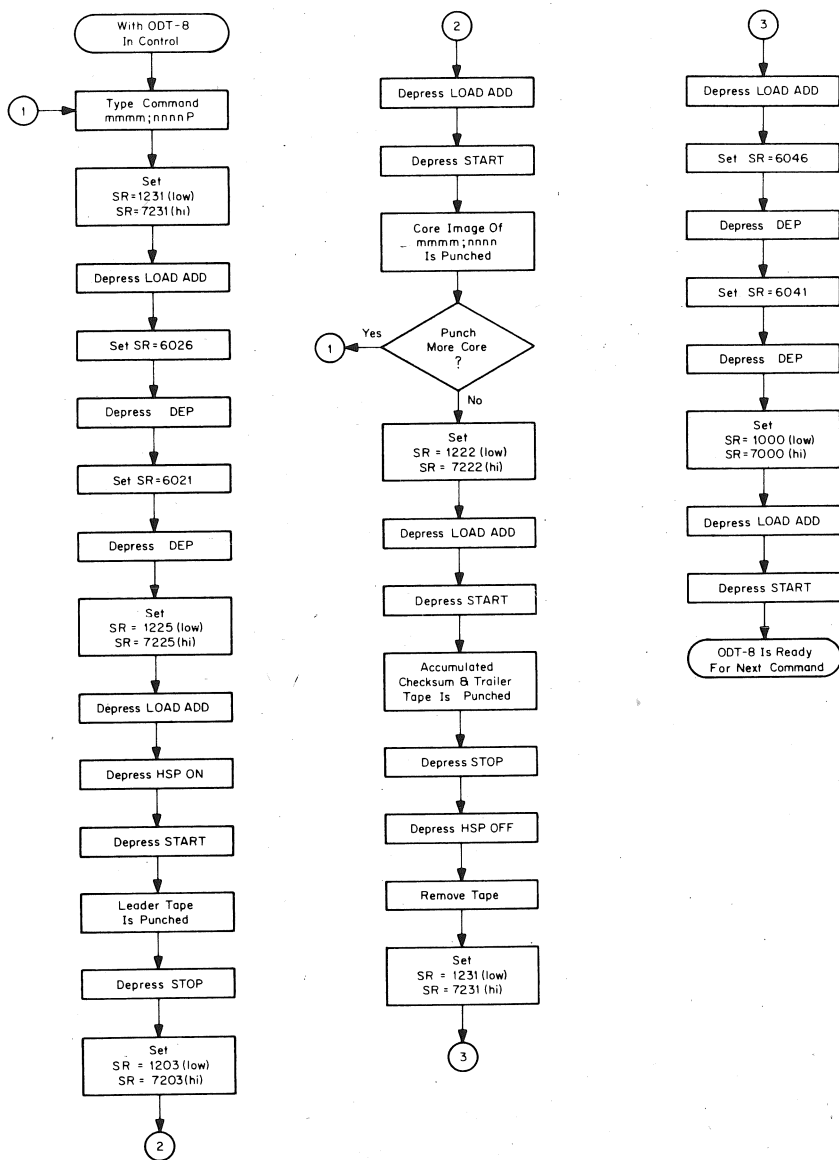 With ODT-8
In Control
1
Type Command
mmmm;nnnn P
Set
SR=1231 (low)
SR=7231 (hi)
Depress LOAD ADD
Set SR=6026
Depress DEP
Set SR=6021
Depress DEP
Set
SR = 1225 (low)
SR = 7225 (hi)
Depress LOAD ADD
Depress HSP ON
Depress START
Leader Tape
Is Punched
Depress STOP
Set
SR = 1203 (low)
SR = 7203 (hi)
2
2
Depress LOAD ADD
Depress START
Core Image Of
mmmm;nnnn
Is Punched
Punch
More Core
?
Yes
1
No
Set
SR = 1222 (low)
SR = 7222 (hi)
Depress LOAD ADD
Depress START
Accumulated
Checksum & Trailer
Tape Is Punched
Depress STOP
Depress HSP OFF
Remove Tape
Set
SR = 1231 (low)
SR = 7231 (hi)
3
3
Depress LOAD ADD
Set SR=6046
Depress DEP
Set SR=6041
Depress DEP
Set
SR=1000 (low)
SR=7000 (hi)
Depress LOAD ADD
Depress START
ODT-8 Is Ready
For Next Command